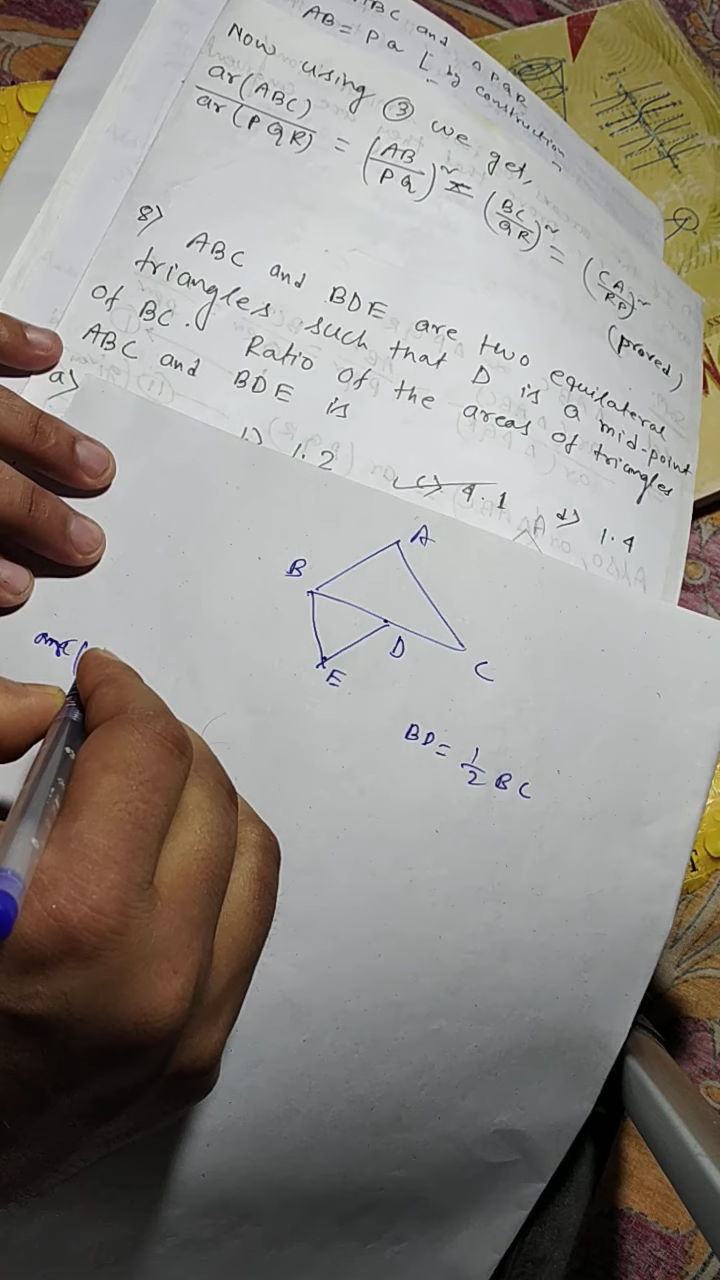 ABC and △PQR
AB = PQ [ by construction ]
Now using ③ we get,
ar(ABC)/ar(PQR) = (AB/PQ)² = (BC/QR)² = (CA/RP)²
(proved)
8) ABC and BDE are two equilateral
triangles such that D is a mid-point
of BC. Ratio of the areas of triangles
ABC and BDE is
a) 1.2 c) 4.1 d) 1.4
A
B
D
C
E
BD = 1/2 BC